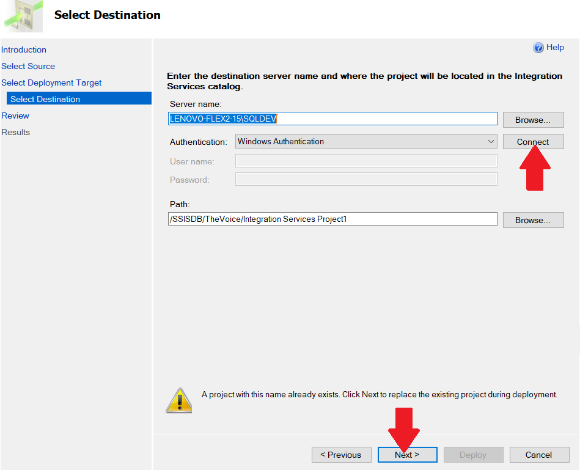 Select Destination
Help
Introduction
Select Source
Select Deployment Target
Select Destination
Review
Results
Enter the destination server name and where the project will be located in the Integration
Services catalog.
Server name:
LENOVO-FLEX2-15\SQLDEV
Browse...
Authentication:
Windows Authentication
Connect
User name:
Password:
Path:
/SSISDB/TheVoice/Integration Services Project1
Browse...
A project with this name already exists. Click Next to replace the existing project during deployment.
< Previous
Next >
Deploy
Cancel